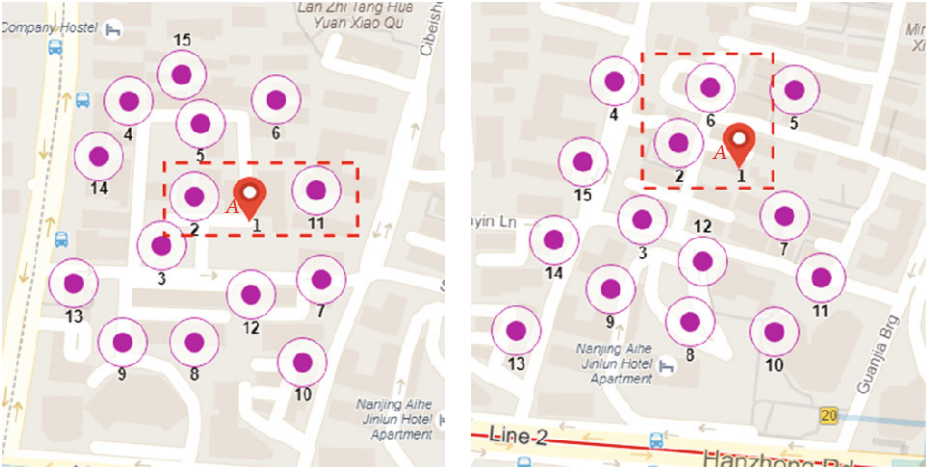 Company Hostel
Lan Zhi Tang Hua
Yuan Xiao Qu
Cibeish
15
4
5
6
14
A
2
1
11
3
13
12
7
9
8
10
Nanjing Aihe
Jinlun Hotel
Apartment
4
6
5
A
2
1
15
yin Ln
3
12
7
14
9
11
8
13
10
Nanjing Aihe
Jinlun Hotel
Apartment
Guanjia Brg
20
Line 2
Hanzhong Rd